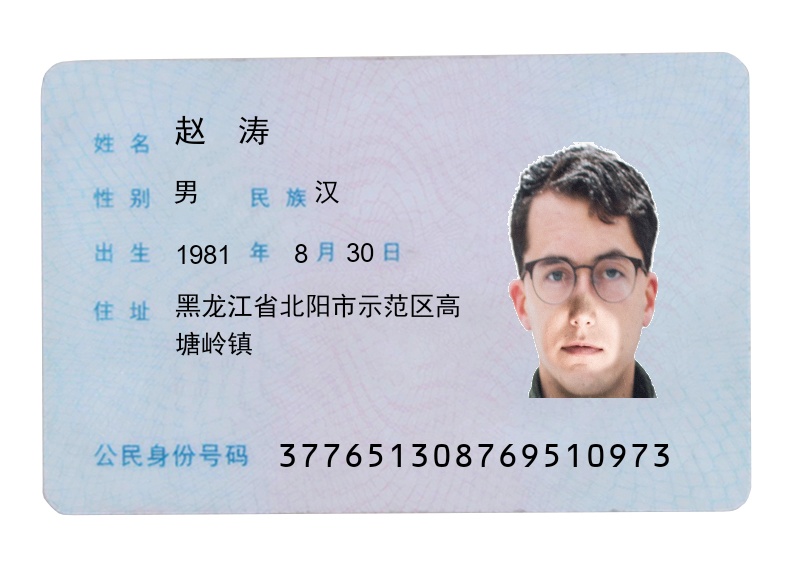 姓名 赵 涛
性别 男 民族 汉
出生 1981 年 8 月 30 日
住址 黑龙江省北阳市示范区高
塘岭镇
公民身份号码 377651308769510973